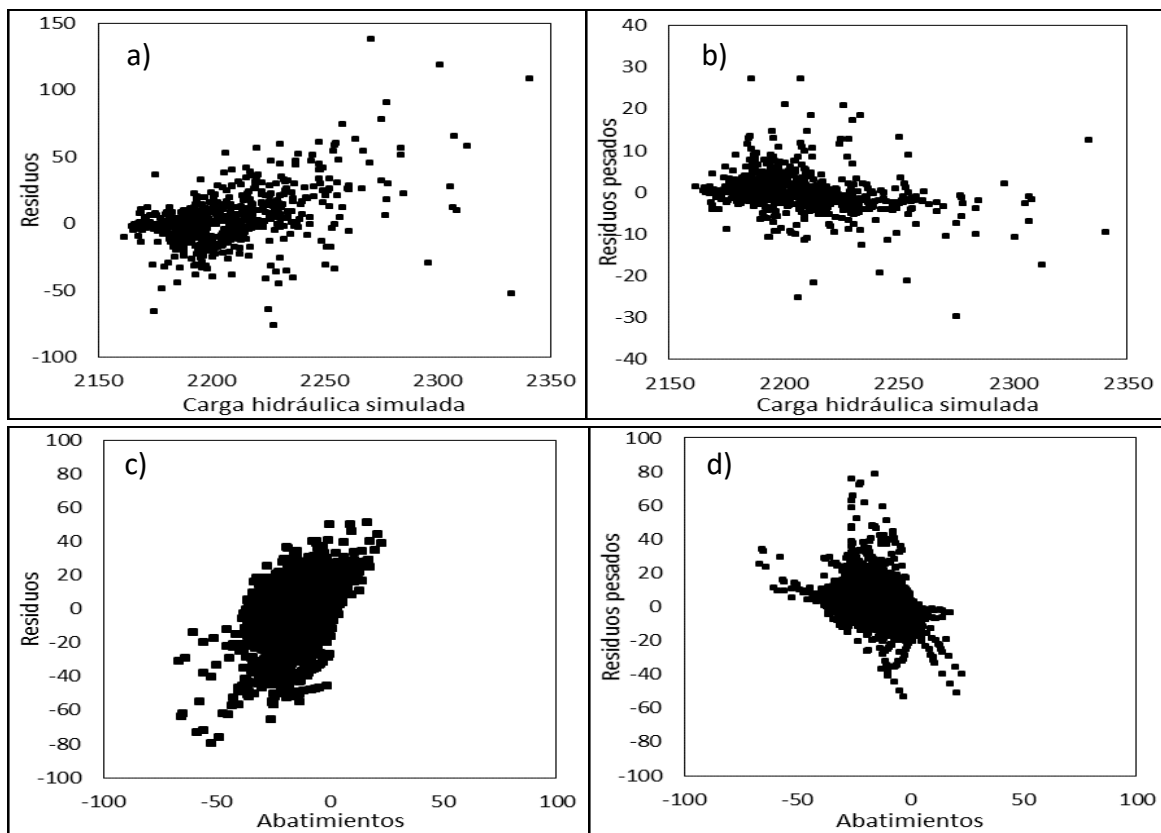 a)
150
100
50
0
-50
-100
Residuos
2150 2200 2250 2300 2350
Carga hidráulica simulada
b)
40
30
20
10
0
-10
-20
-30
-40
Residuos pesados
2150 2200 2250 2300 2350
Carga hidráulica simulada
c)
100
80
60
40
20
0
-20
-40
-60
-80
-100
Residuos
-100 -50 0 50 100
Abatimientos
d)
100
80
60
40
20
0
-20
-40
-60
-80
-100
Residuos pesados
-100 -50 0 50 100
Abatimientos